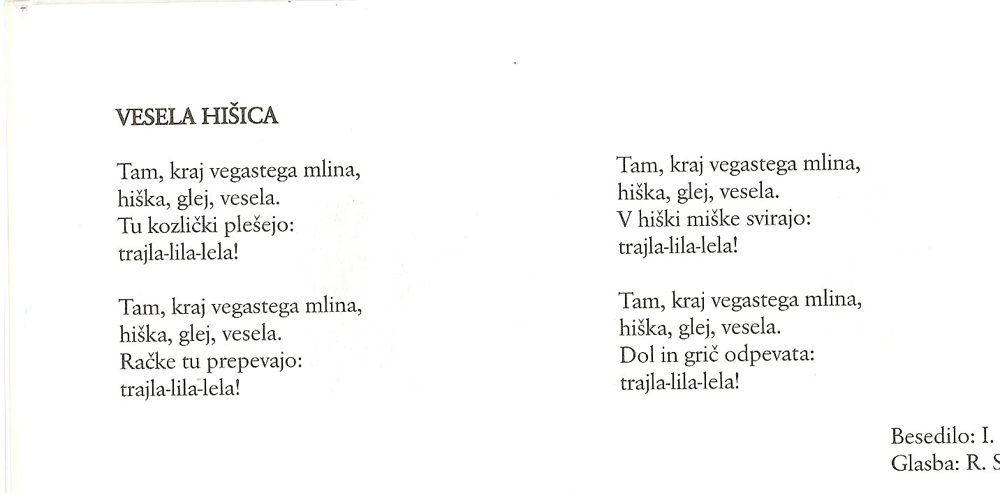 VESELA HIŠICA
Tam, kraj vegastega mlina,
hiška, glej, vesela.
Tu kozlički plešejo:
trajla-lila-lela!
Tam, kraj vegastega mlina,
hiška, glej, vesela.
Račke tu prepevajo:
trajla-lila-lela!
Tam, kraj vegastega mlina,
hiška, glej, vesela.
V hiški miške svirajo:
trajla-lila-lela!
Tam, kraj vegastega mlina,
hiška, glej, vesela.
Dol in grič odpevata:
trajla-lila-lela!
Besedilo: I.
Glasba: R.